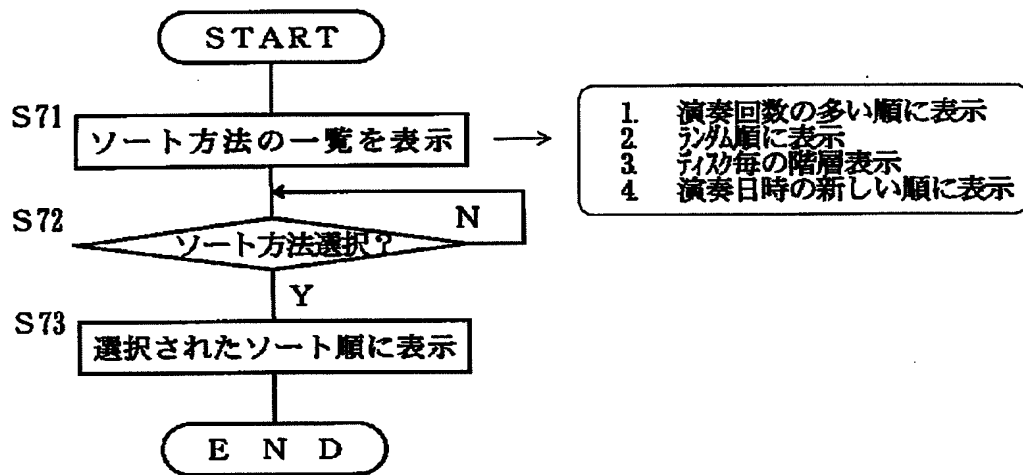 START
S71
ソート方法の一覧を表示
1. 演奏回数の多い順に表示
2. ランダム順に表示
3. ディスク毎の階層表示
4. 演奏日時の新しい順に表示
S72
ソート方法選択?
N
Y
S73
選択されたソート順に表示
END